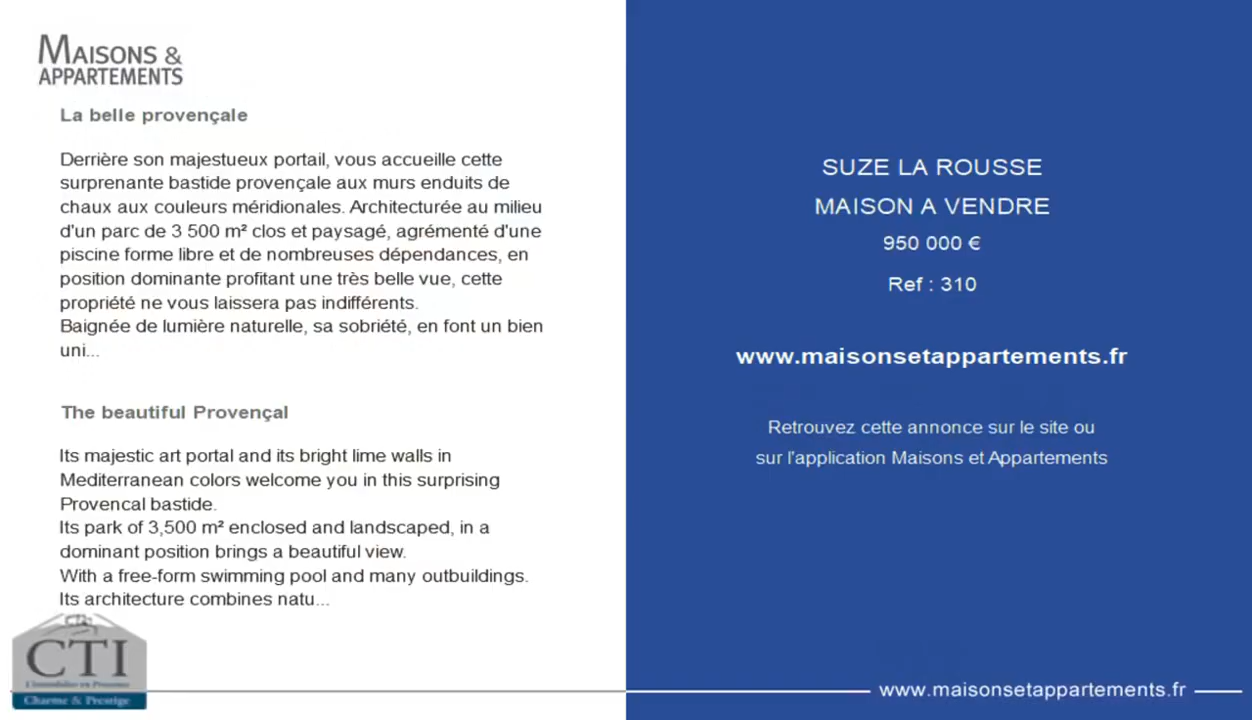 MAISONS &
APPARTEMENTS
La belle provençale
Derrière son majestueux portail, vous accueille cette
surprenante bastide provençale aux murs enduits de
chaux aux couleurs méridionales. Architecturée au milieu
d'un parc de 3 500 m² clos et paysagé, agrémenté d'une
piscine forme libre et de nombreuses dépendances, en
position dominante profitant une très belle vue, cette
propriété ne vous laissera pas indifférents.
Baignée de lumière naturelle, sa sobriété, en font un bien
uni...
The beautiful Provençal
Its majestic art portal and its bright lime walls in
Mediterranean colors welcome you in this surprising
Provencal bastide.
Its park of 3,500 m² enclosed and landscaped, in a
dominant position brings a beautiful view.
With a free-form swimming pool and many outbuildings.
Its architecture combines natu...
CTI
L'immobilier en Provence
Charme & Prestige
SUZE LA ROUSSE
MAISON A VENDRE
950 000 €
Ref : 310
www.maisonsetappartements.fr
Retrouvez cette annonce sur le site ou
sur l'application Maisons et Appartements
www.maisonsetappartements.fr